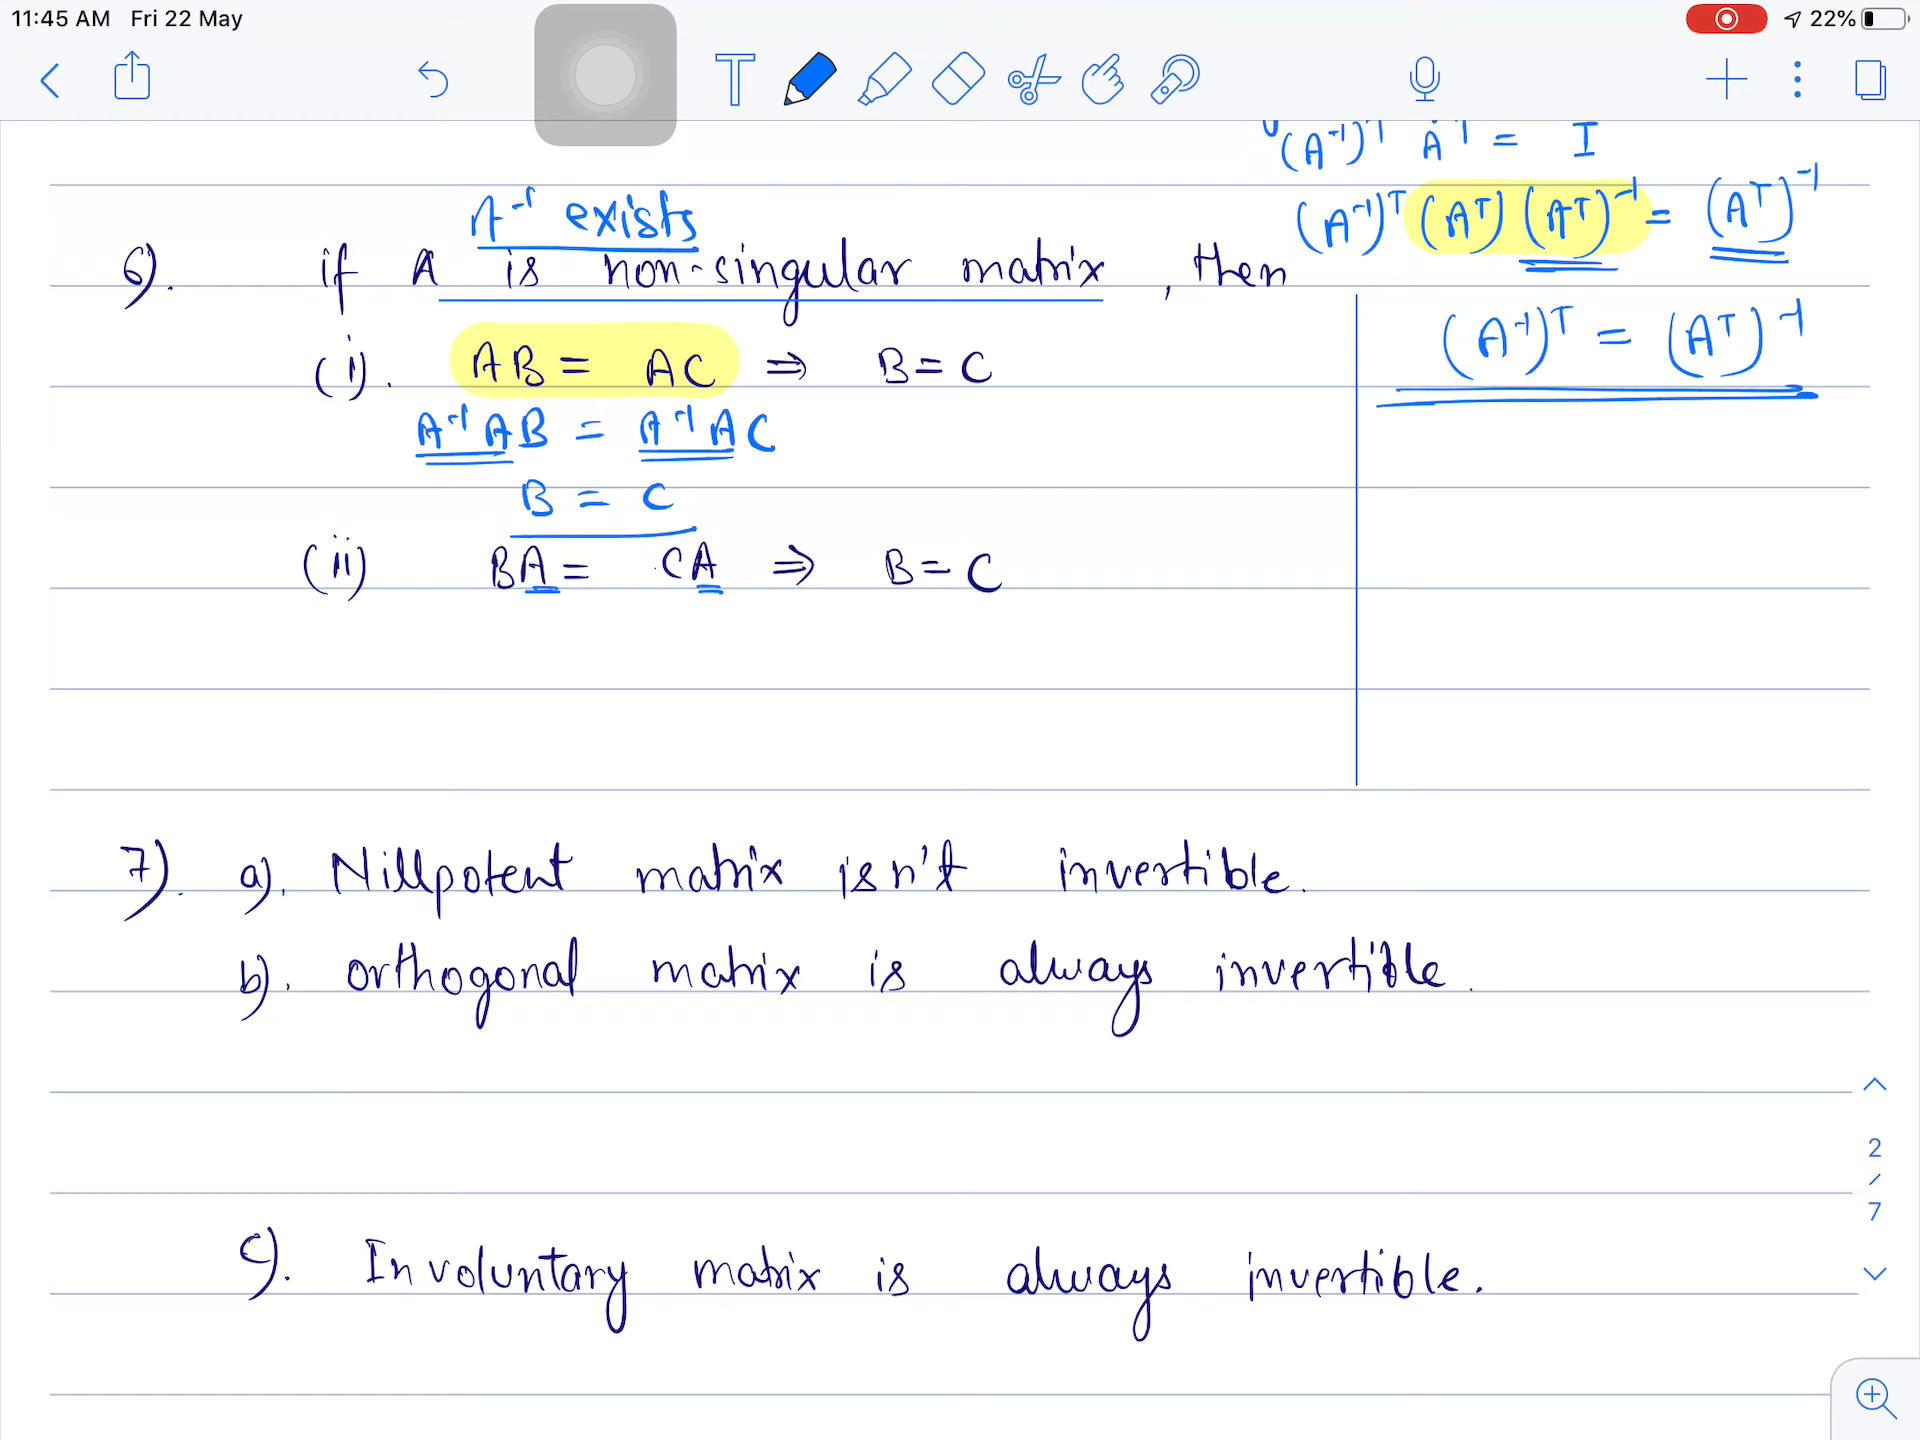 11:45 AM Fri 22 May
22%
T
(A⁻¹)ᵀ Aᵀ = I
(A⁻¹)ᵀ (Aᵀ) (Aᵀ)⁻¹ = (Aᵀ)⁻¹
A⁻¹ exists
6). if A is non-singular matrix, then
(A⁻¹)ᵀ = (Aᵀ)⁻¹
(i). AB = AC ⇒ B = C
A⁻¹AB = A⁻¹AC
B = C
(ii) BA = CA ⇒ B = C
7). a). Nillpotent matrix isn't invertible.
b). orthogonal matrix is always invertible.
2
/
7
c). Involuntary matrix is always invertible.